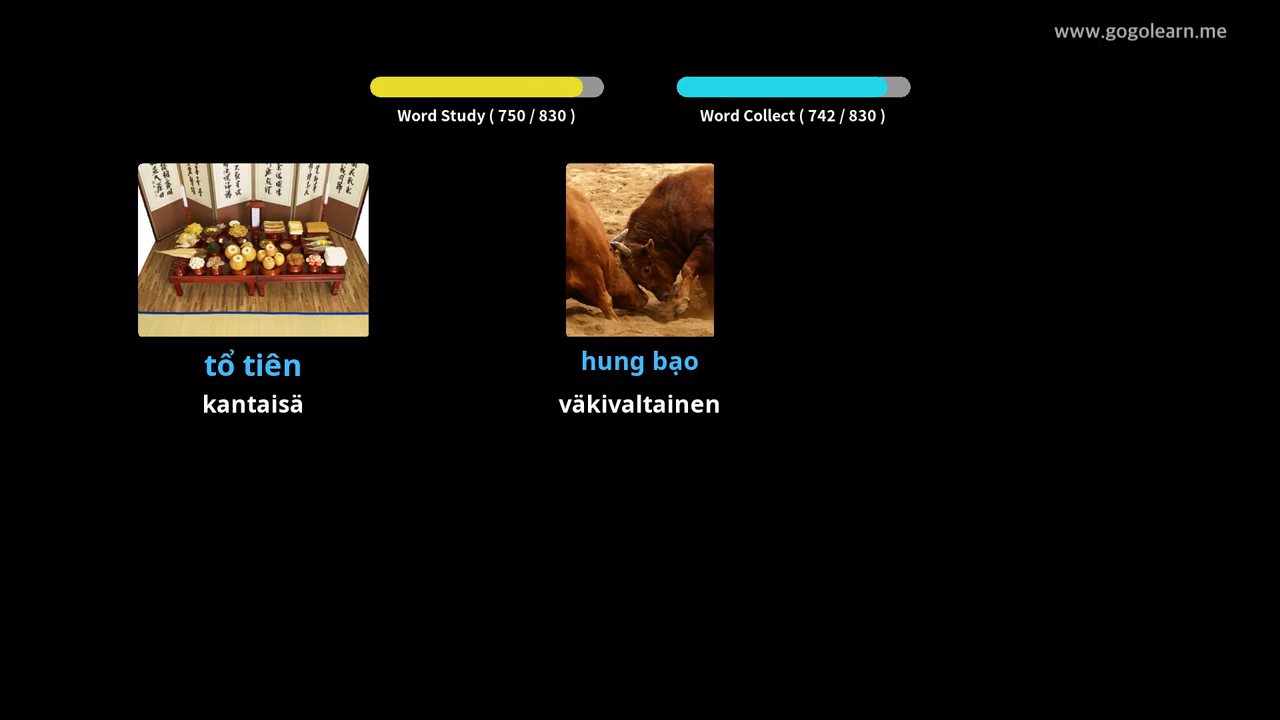 www.gogolearn.me
Word Study ( 750 / 830 )
Word Collect ( 742 / 830 )
tổ tiên
kantaisä
hung bạo
väkivaltainen